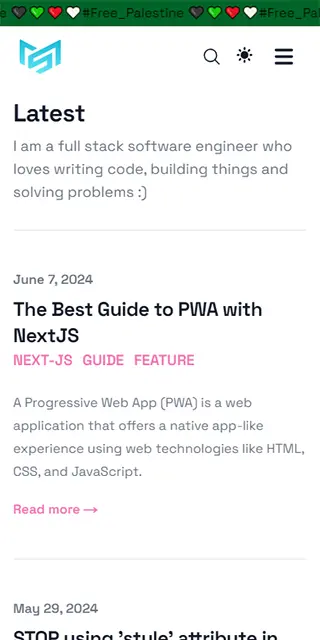 e 🖤💚❤️🤍#Free_Palestine 🖤💚❤️🤍#Free_Pal
Latest
I am a full stack software engineer who
loves writing code, building things and
solving problems :)
June 7, 2024
The Best Guide to PWA with
NextJS
NEXT-JS GUIDE FEATURE
A Progressive Web App (PWA) is a web
application that offers a native app-like
experience using web technologies like HTML,
CSS, and JavaScript.
Read more →
May 29, 2024
STOP using 'style' attribute in